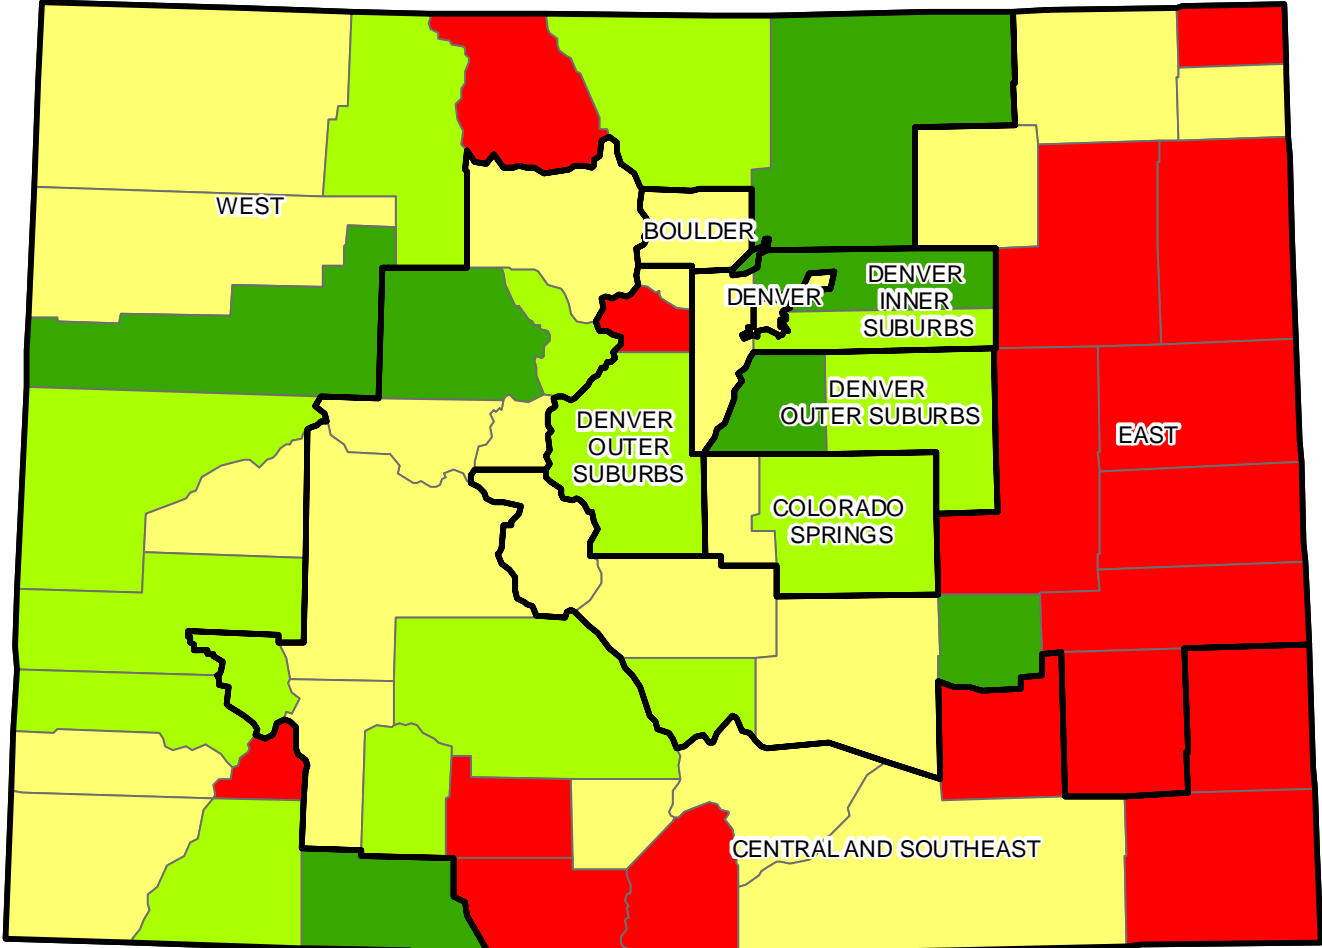 WEST
BOULDER
DENVER
DENVER
INNER
SUBURBS
DENVER
OUTER SUBURBS
DENVER
OUTER
SUBURBS
EAST
COLORADO
SPRINGS
CENTRAL AND SOUTHEAST